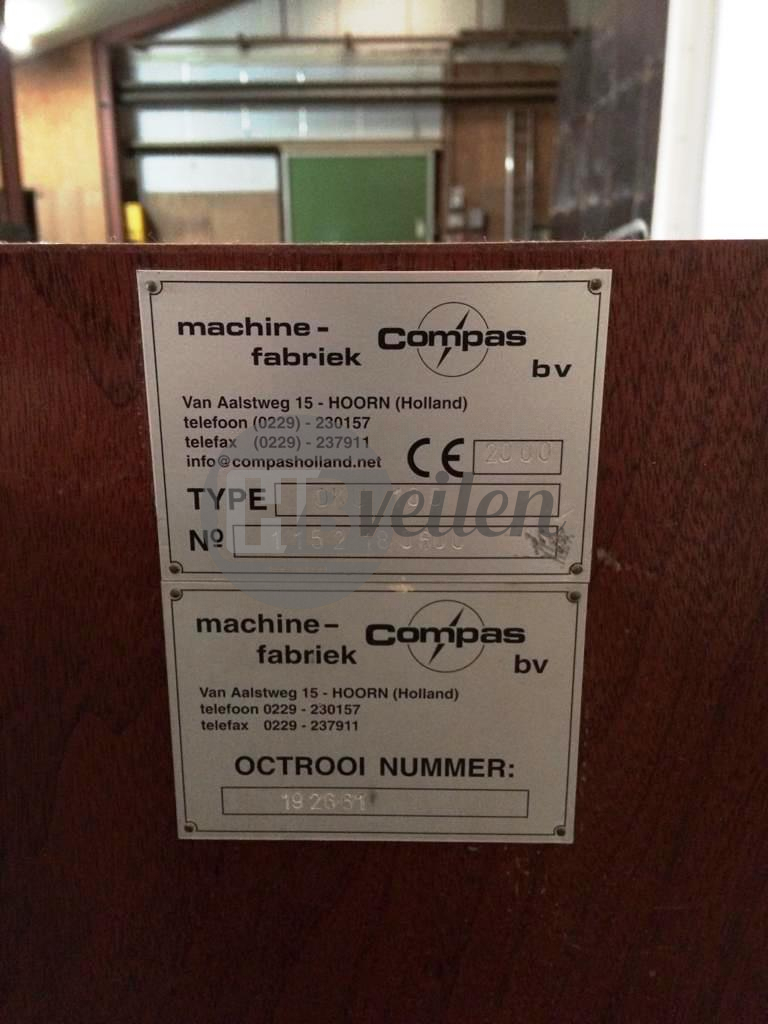 machine-
fabriek
Compas
bv
Van Aalstweg 15 - HOORN (Holland)
telefoon (0229) - 230157
telefax (0229) - 237911
info@compasholland.net
CE 2000
TYPE
veilen
Nº
machine-
fabriek
Compas
bv
Van Aalstweg 15 - HOORN (Holland)
telefoon 0229 - 230157
telefax 0229 - 237911
OCTROOI NUMMER:
192661